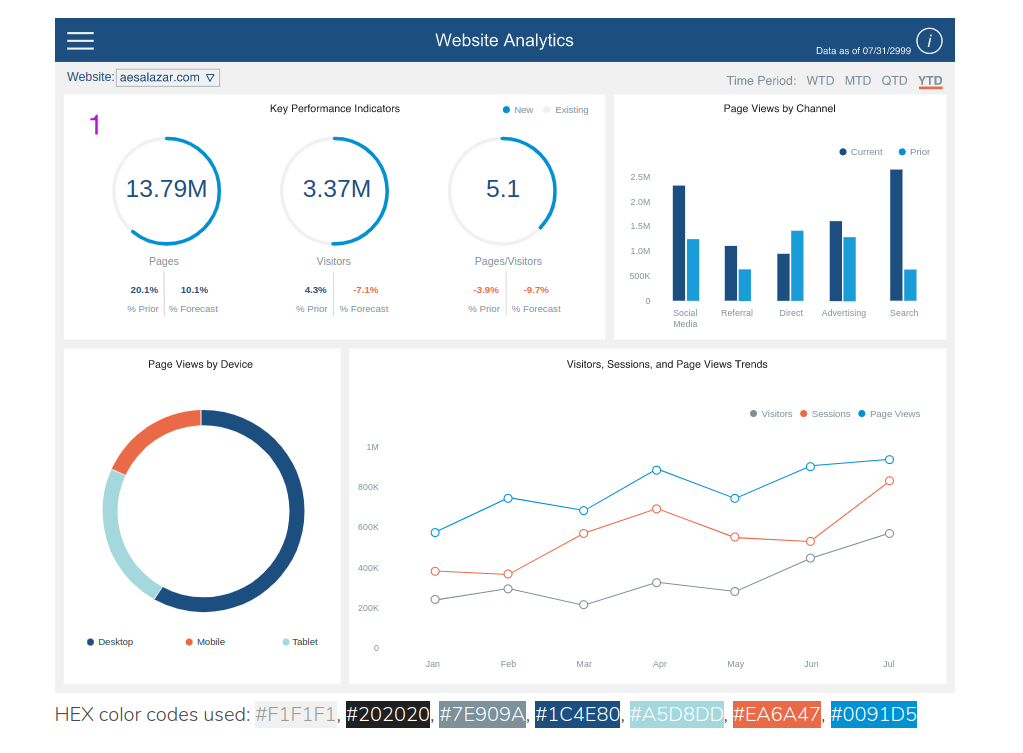 Website Analytics
Data as of 07/31/2999
i
Website: aesalazar.com
Time Period: WTD MTD QTD YTD
1
Key Performance Indicators
New Existing
13.79M
3.37M
5.1
Pages
Visitors
Pages/Visitors
20.1% 10.1%
% Prior % Forecast
4.3% -7.1%
% Prior % Forecast
-3.9% -9.7%
% Prior % Forecast
Page Views by Channel
Current Prior
2.5M
2.0M
1.5M
1.0M
500K
0
Social
Media
Referral
Direct
Advertising
Search
Page Views by Device
Desktop Mobile Tablet
Visitors, Sessions, and Page Views Trends
Visitors Sessions Page Views
1M
800K
600K
400K
200K
0
Jan Feb Mar Apr May Jun Jul
HEX color codes used: #F1F1F1, #202020, #7E909A, #1C4E80, #A5D8DD, #EA6A47, #0091D5